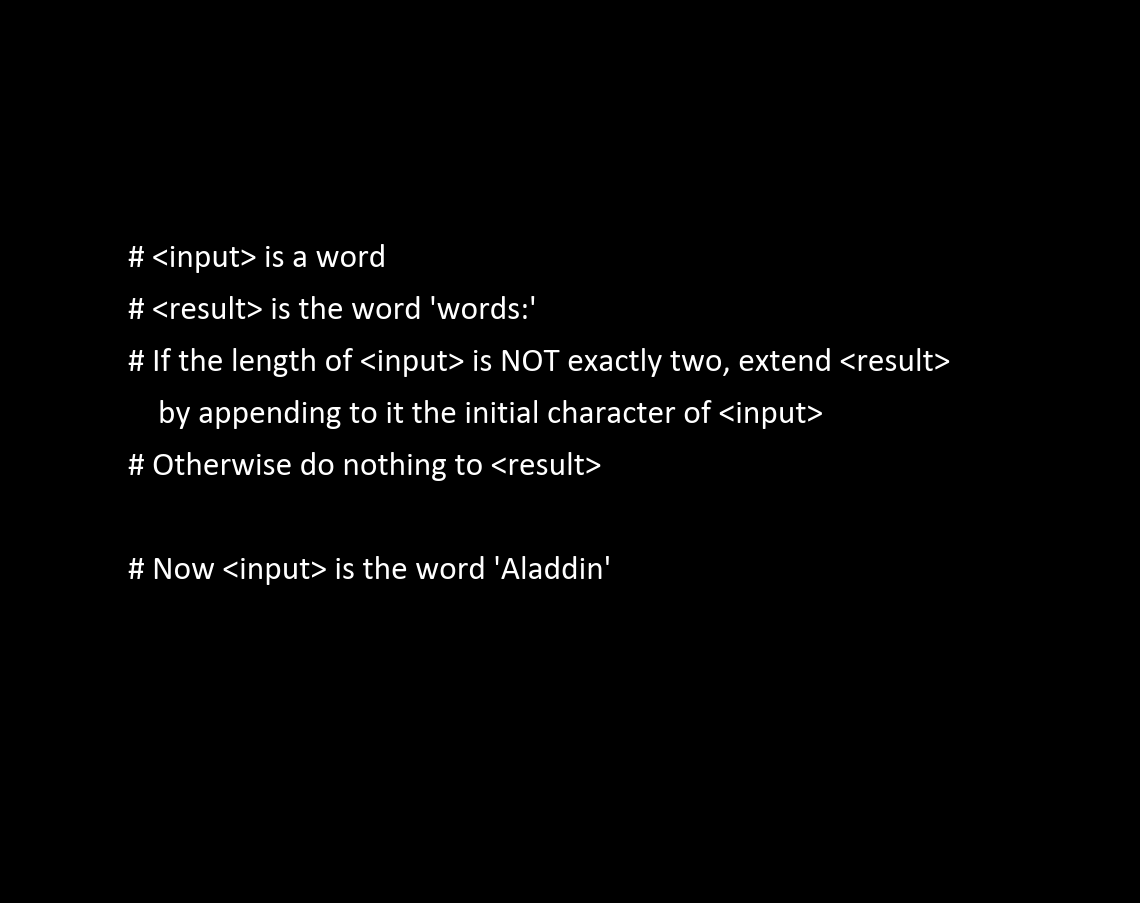 # <input> is a word
# <result> is the word 'words:'
# If the length of <input> is NOT exactly two, extend <result>
by appending to it the initial character of <input>
# Otherwise do nothing to <result>
# Now <input> is the word 'Aladdin'